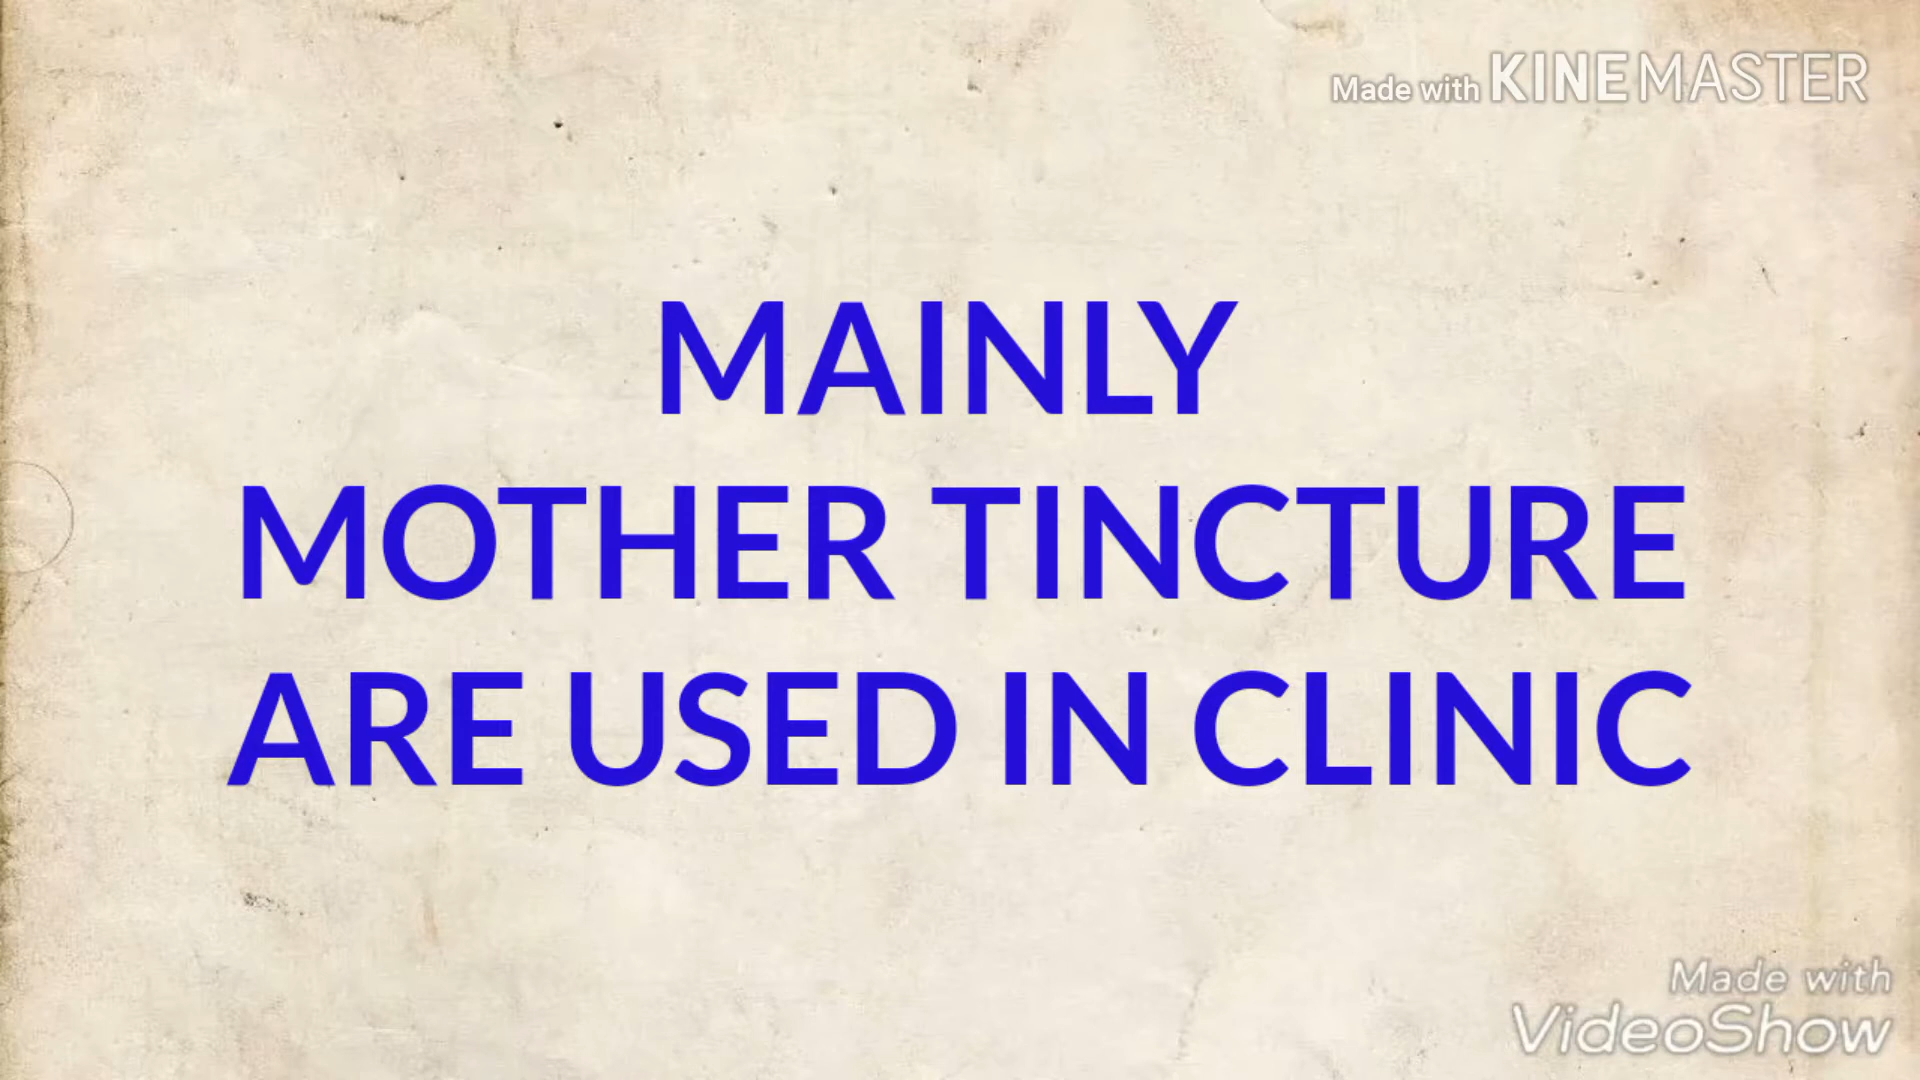 Made with KINEMASTER
MAINLY
MOTHER TINCTURE
ARE USED IN CLINIC
Made with
VideoShow